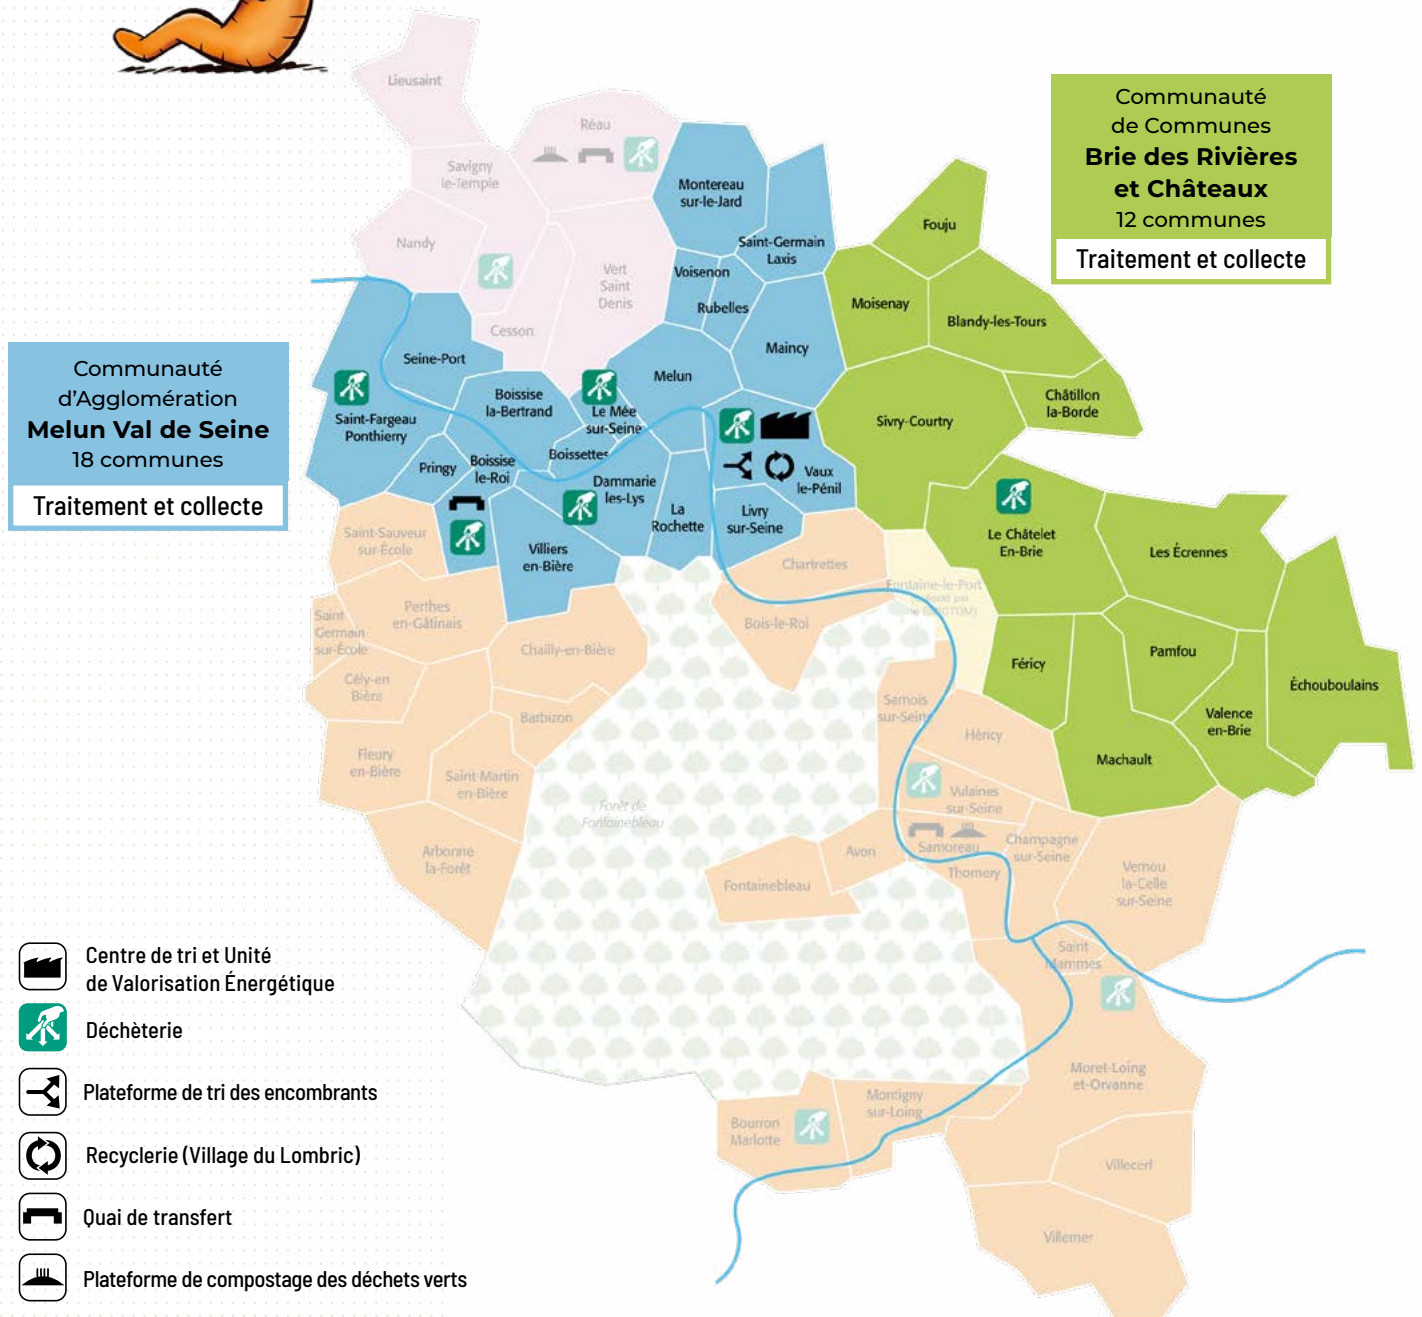 Lieusaint
Réau
Savigny
le-Temple
Nandy
Vert
Saint
Denis
Cesson
Communauté
de Communes
Brie des Rivières
et Châteaux
12 communes
Traitement et collecte
Montereau
sur-le-Jard
Saint-Germain
Laxis
Voisenon
Rubelles
Maincy
Fouju
Moisenay
Blandy-les-Tours
Châtillon
la-Borde
Sivry-Courtry
Communauté
d'Agglomération
Melun Val de Seine
18 communes
Traitement et collecte
Seine-Port
Melun
Boissise
la-Bertrand
Le Mée
sur-Seine
Saint-Fargeau
Ponthierry
Boissettes
Pringy
Boissise
le-Roi
Dammarie
les-Lys
Vaux
le-Pénil
La
Rochette
Livry
sur-Seine
Villiers
en-Bière
Le Châtelet
En-Brie
Les Écrennes
Saint-Sauveur
sur-École
Chartrettes
Fontaine-le-Port
Perthes
en-Gâtinais
Saint
Germain
sur-École
Bois-le-Roi
Chailly-en-Bière
Féricy
Pamfou
Échouboulains
Cély-en
Bière
Barbizon
Samois
sur-Seine
Héricy
Valence
en-Brie
Machault
Fleury
en-Bière
Saint-Martin
en-Bière
Forêt de
Fontainebleau
Vulaines
sur-Seine
Arbonne
la-Forêt
Avon
Samoreau
Champagne
sur-Seine
Thomery
Fontainebleau
Vernou
la-Celle
sur-Seine
Saint
Mammes
Moret-Loing
et-Orvanne
Montigny
sur-Loing
Bourron
Marlotte
Villecerf
Villemer
Centre de tri et Unité
de Valorisation Énergétique
Déchèterie
Plateforme de tri des encombrants
Recyclerie (Village du Lombric)
Quai de transfert
Plateforme de compostage des déchets verts